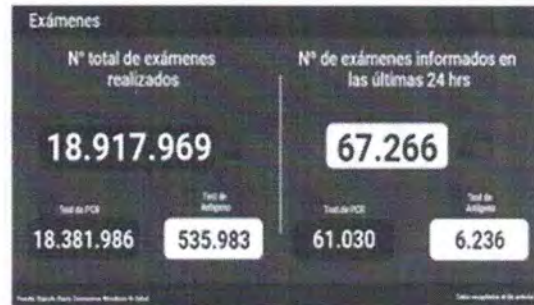 Exámenes
N° total de exámenes
realizados
18.917.969
Test de PCR
18.381.986
Test de
Antígeno
535.983
N° de exámenes informados en
las últimas 24 hrs
67.266
Test de PCR
61.030
Test de
Antígeno
6.236